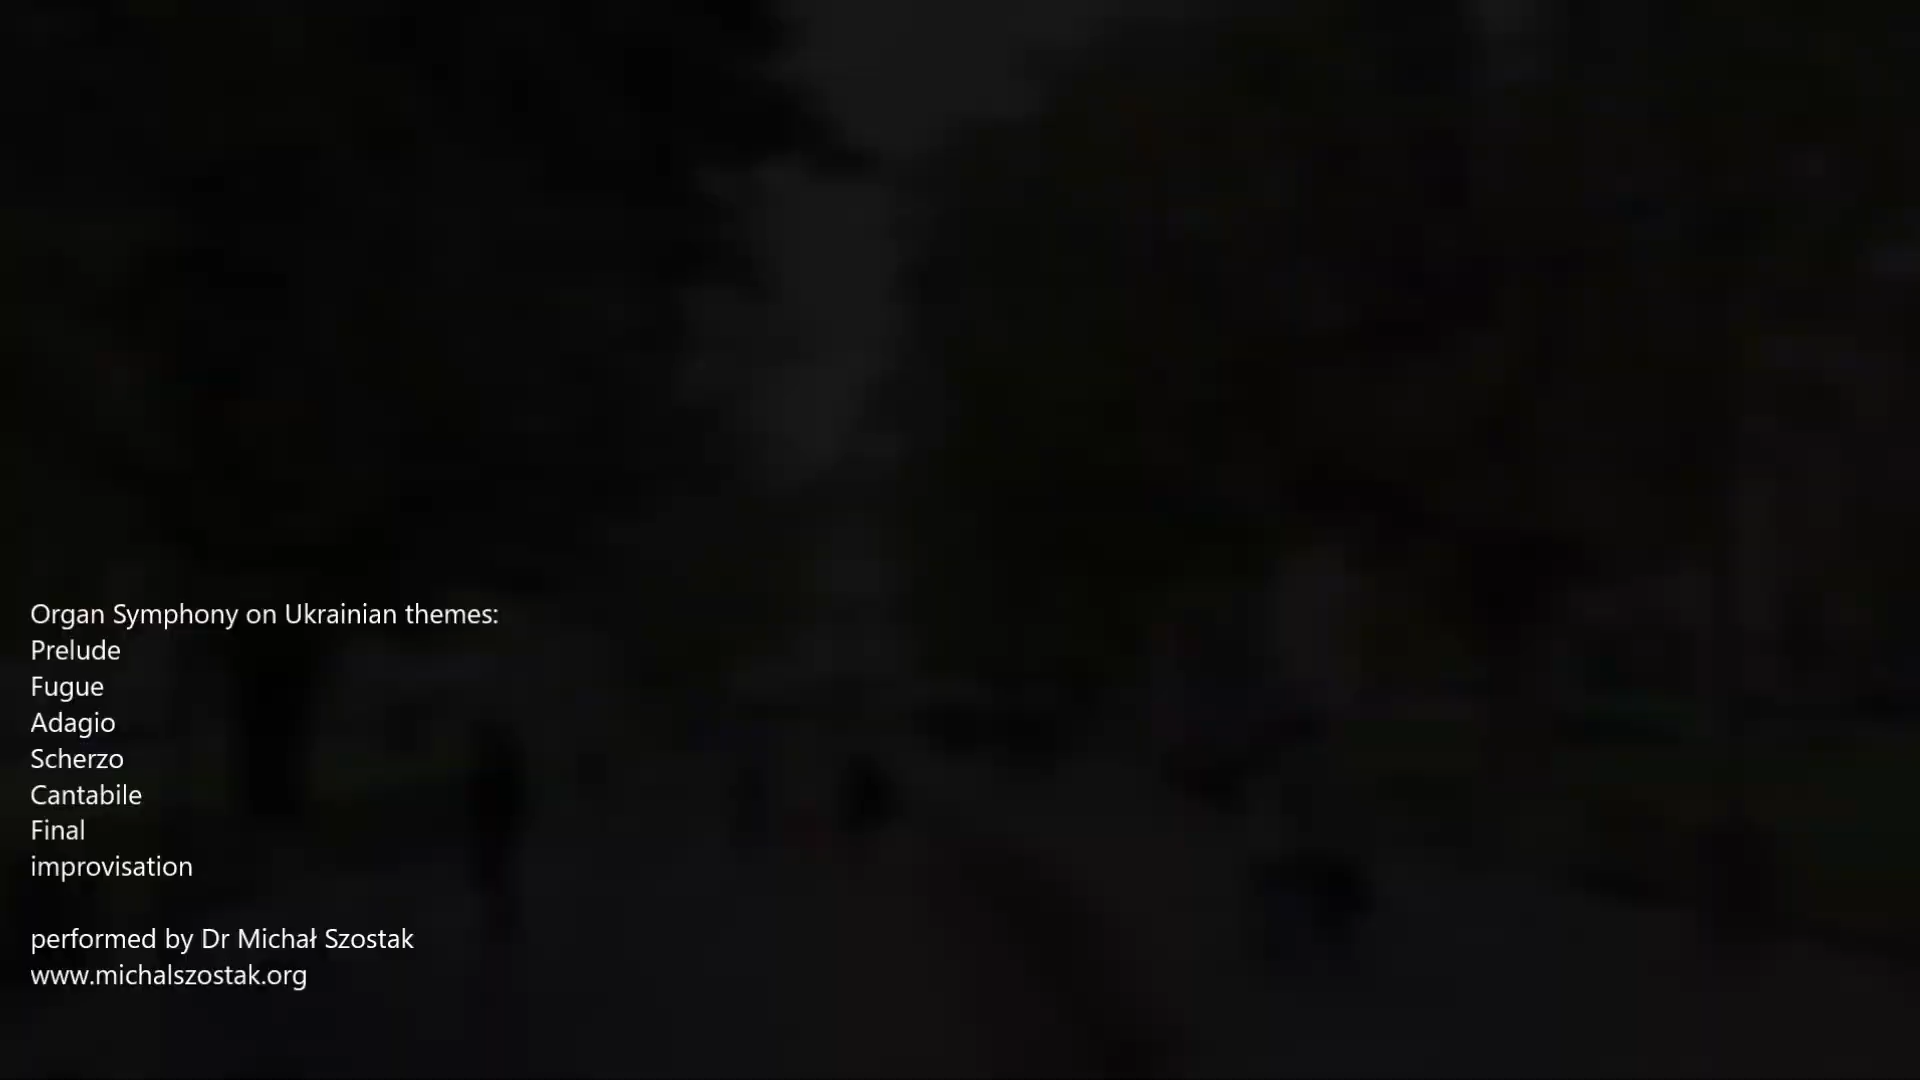 Organ Symphony on Ukrainian themes:
Prelude
Fugue
Adagio
Scherzo
Cantabile
Final
improvisation
performed by Dr Michał Szostak
www.michalszostak.org